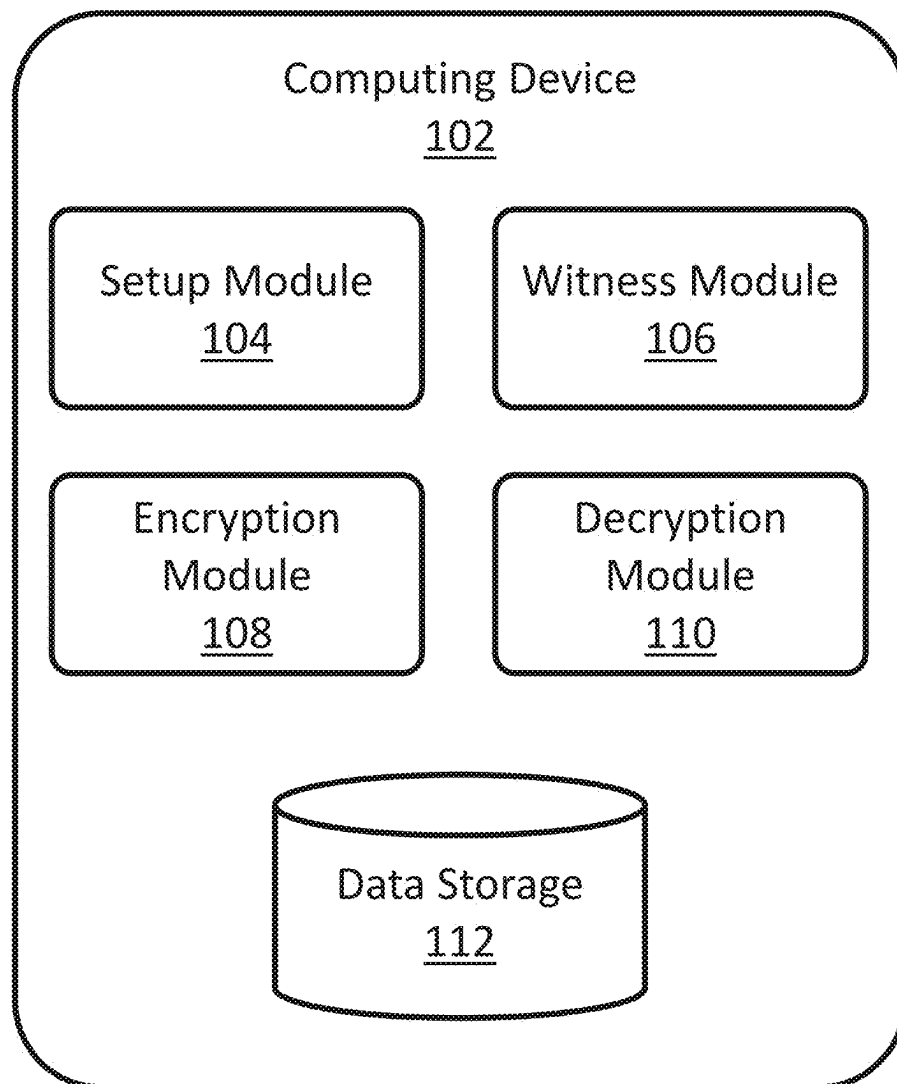 Computing Device
102
Setup Module
104
Witness Module
106
Encryption
Module
108
Decryption
Module
110
Data Storage
112